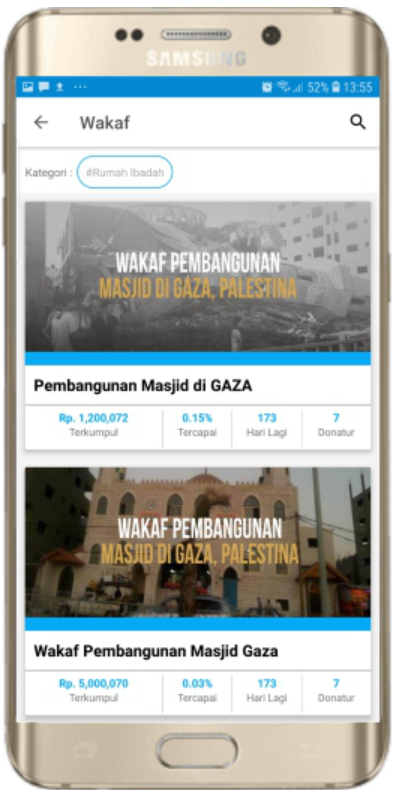 SAMSUNG
52% 13:55
Wakaf
Kategori : #Rumah Ibadah
WAKAF PEMBANGUNAN
MASJID DI GAZA, PALESTINA
Pembangunan Masjid di GAZA
Rp. 1,200,072 0.15% 173 7
Terkumpul Tercapai Hari Lagi Donatur
WAKAF PEMBANGUNAN
MASJID DI GAZA, PALESTINA
Wakaf Pembangunan Masjid Gaza
Rp. 5,000,070 0.03% 173 7
Terkumpul Tercapai Hari Lagi Donatur